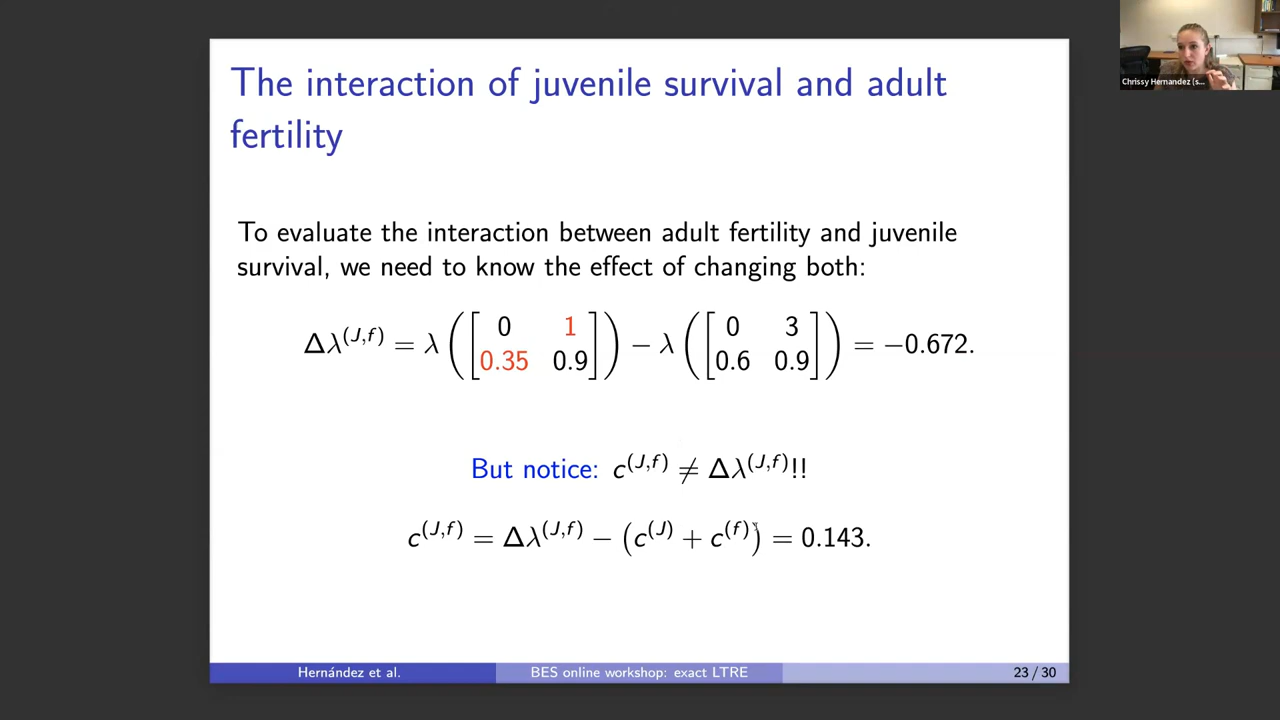 The interaction of juvenile survival and adult
fertility
To evaluate the interaction between adult fertility and juvenile
survival, we need to know the effect of changing both:
Δλ^(J,f) = λ([0 1; 0.35 0.9]) − λ([0 3; 0.6 0.9]) = −0.672.
But notice: c^(J,f) ≠ Δλ^(J,f)!!
c^(J,f) = Δλ^(J,f) − (c^(J) + c^(f)) = 0.143.
Hernández et al.
BES online workshop: exact LTRE
23 / 30
Chrissy Hernandez (s...